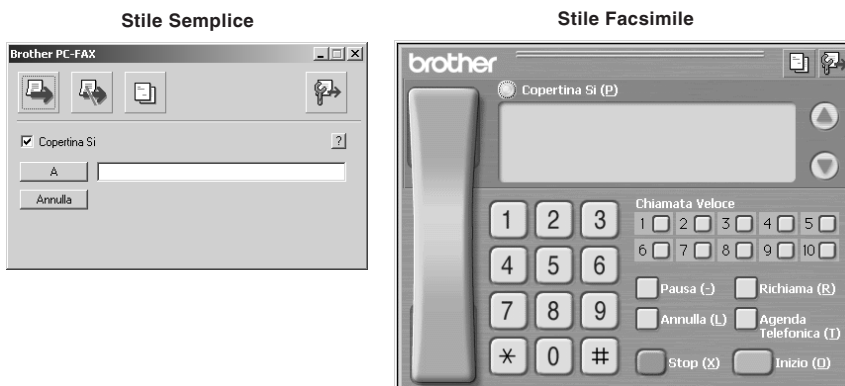 Stile Semplice
Brother PC-FAX
Copertina Si
?
A
Annulla
Stile Facsimile
brother
Copertina Si (P)
Chiamata Veloce
1 2 3 4 5
6 7 8 9 10
1 2 3
4 5 6
7 8 9
* 0 #
Pausa (-) Richiama (R)
Annulla (L) Agenda
Telefonica (T)
Stop (X) Inizio (O)